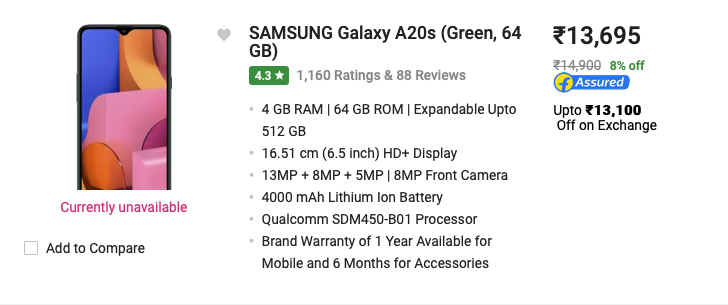 SAMSUNG Galaxy A20s (Green, 64
GB)
4.3 ★ 1,160 Ratings & 88 Reviews
• 4 GB RAM | 64 GB ROM | Expandable Upto
512 GB
• 16.51 cm (6.5 inch) HD+ Display
• 13MP + 8MP + 5MP | 8MP Front Camera
• 4000 mAh Lithium Ion Battery
• Qualcomm SDM450-B01 Processor
• Brand Warranty of 1 Year Available for
Mobile and 6 Months for Accessories
₹13,695
₹14,900 8% off
f Assured
Upto ₹13,100
Off on Exchange
Currently unavailable
Add to Compare